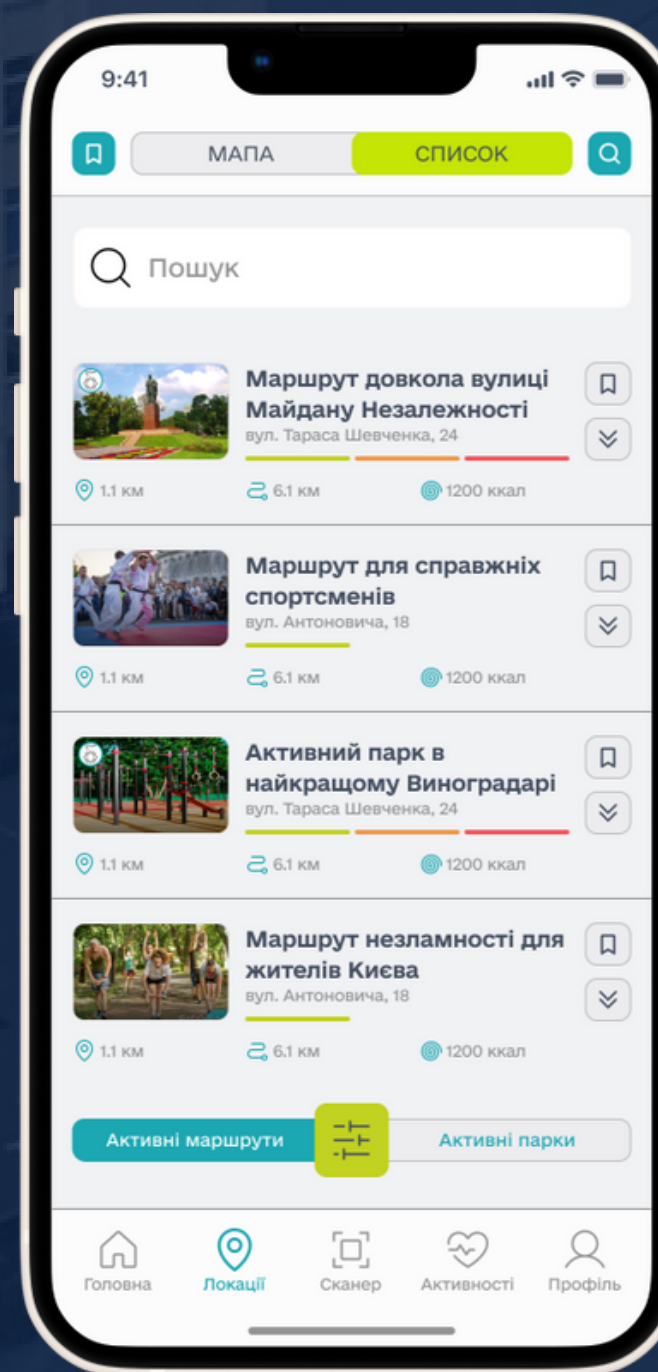 9:41
МАПА
СПИСОК
Пошук
Маршрут довкола вулиці
Майдану Незалежності
вул. Тараса Шевченка, 24
1.1 км
6.1 км
1200 ккал
Маршрут для справжніх
спортсменів
вул. Антоновича, 18
1.1 км
6.1 км
1200 ккал
Активний парк в
найкращому Виноградарі
вул. Тараса Шевченка, 24
1.1 км
6.1 км
1200 ккал
Маршрут незламності для
жителів Києва
вул. Антоновича, 18
1.1 км
6.1 км
1200 ккал
Активні маршрути
Активні парки
Головна
Локації
Сканер
Активності
Профіль